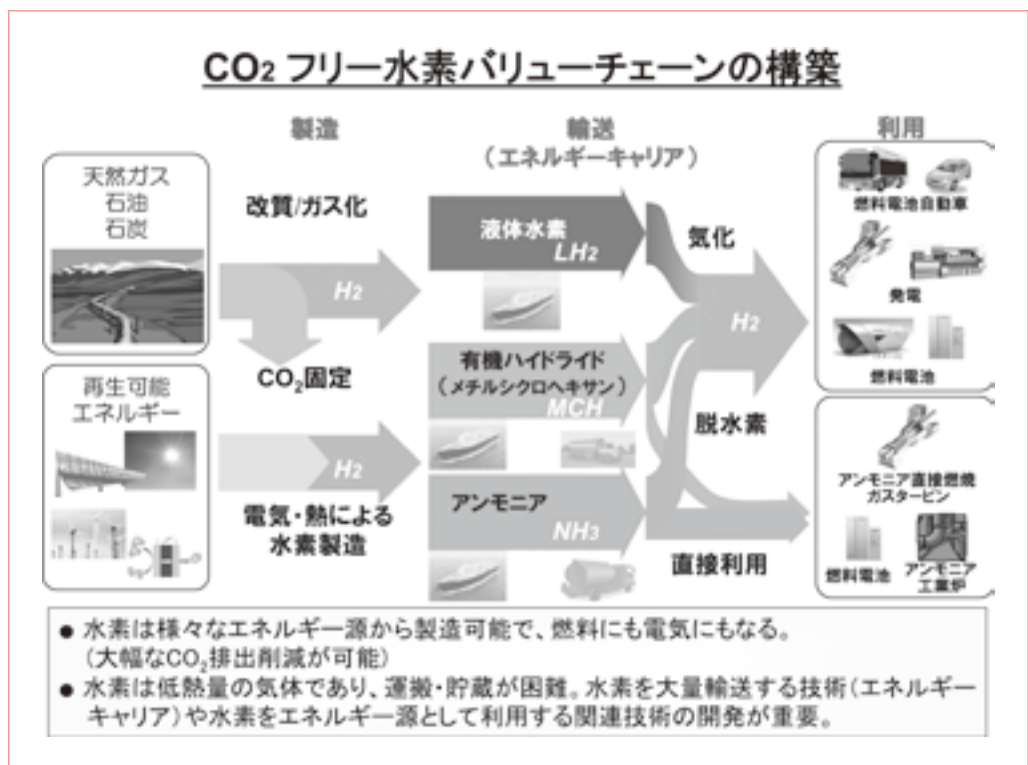 CO2 フリー水素バリューチェーンの構築
製造
輸送
（エネルギーキャリア）
利用
天然ガス
石油
石炭
改質/ガス化
H2
CO2固定
再生可能
エネルギー
H2
電気・熱による
水素製造
液体水素
LH2
有機ハイドライド
（メチルシクロヘキサン）
MCH
アンモニア
NH3
気化
H2
脱水素
直接利用
燃料電池自動車
発電
燃料電池
アンモニア直接燃焼
ガスタービン
燃料電池
アンモニア
工業炉
● 水素は様々なエネルギー源から製造可能で、燃料にも電気にもなる。
（大幅なCO2排出削減が可能）
● 水素は低熱量の気体であり、運搬・貯蔵が困難。水素を大量輸送する技術（エネルギー
キャリア）や水素をエネルギー源として利用する関連技術の開発が重要。